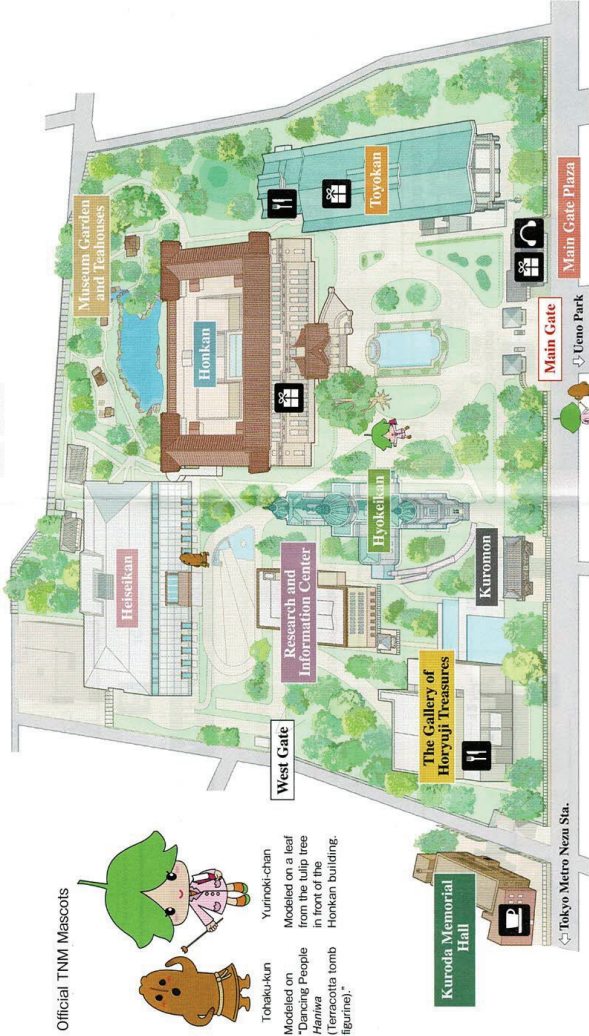 Museum Garden
and Teahouses
Toyokan
Honkan
Heiseikan
Hyokeikan
Research and
Information Center
Kuromon
The Gallery of
Horyuji Treasures
West Gate
Main Gate
Main Gate Plaza
⇦Ueno Park
⇦Tokyo Metro Nezu Sta.
Kuroda Memorial
Hall
Official TNM Mascots
Tohaku-kun
Modeled on
"Dancing People
Haniwa
(Terracotta tomb
figurine)."
Yurinoki-chan
Modeled on a leaf
from the tulip tree
in front of the
Honkan building.